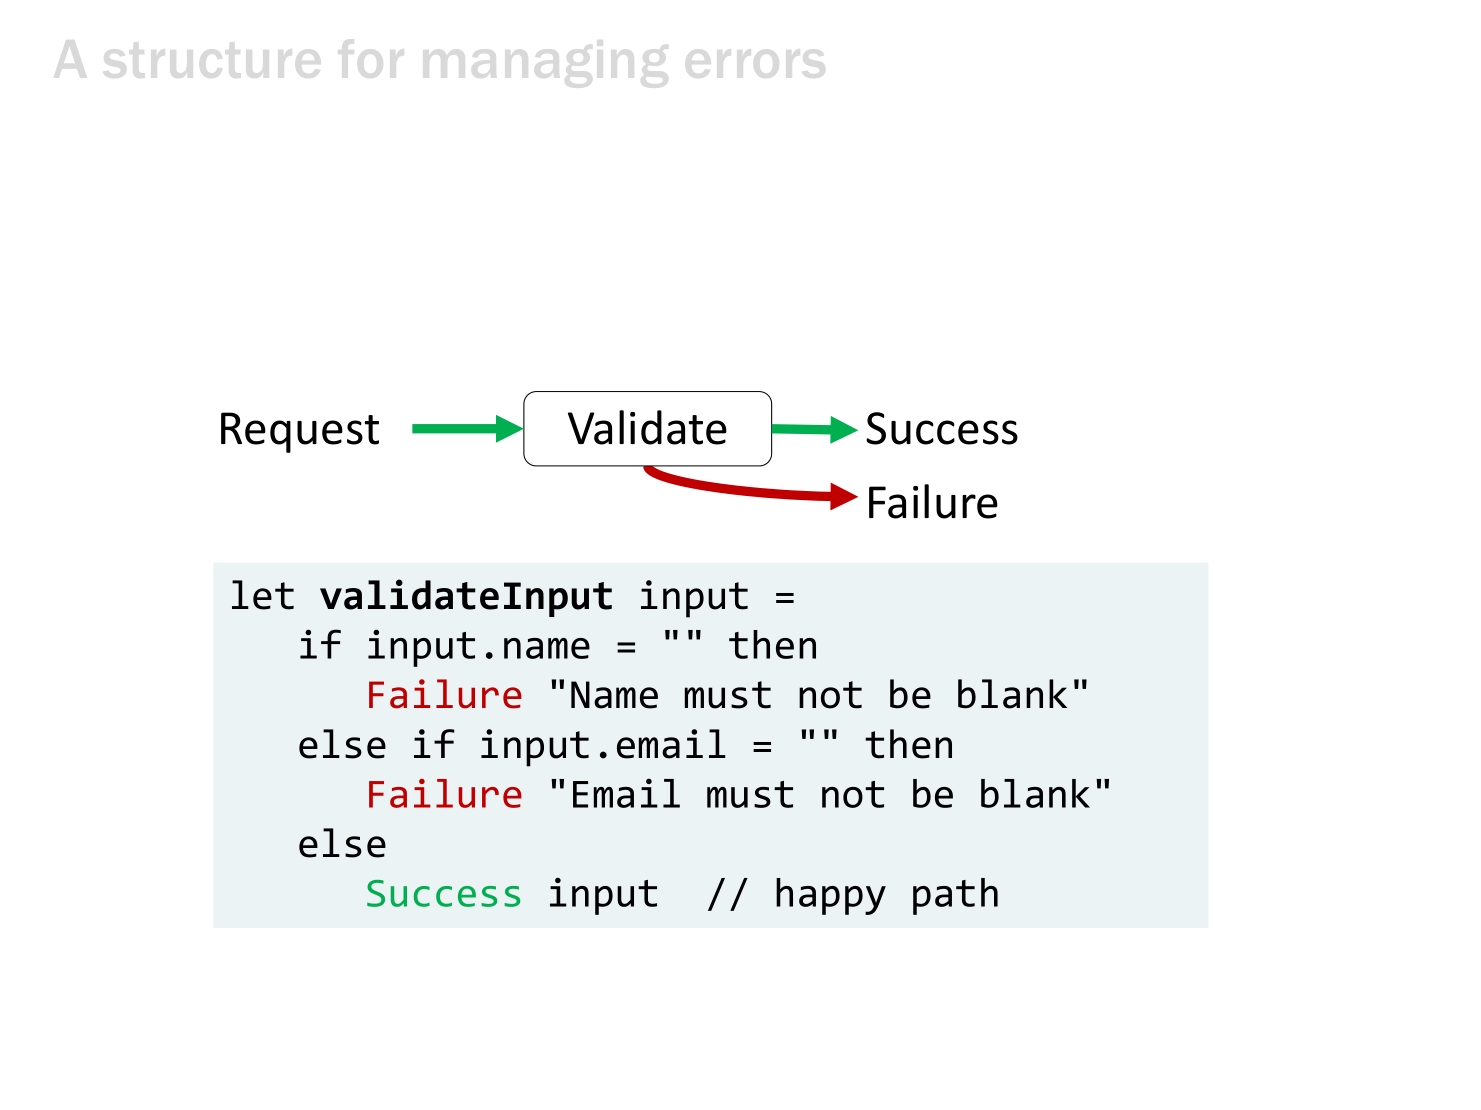 A structure for managing errors
Request
Validate
Success
Failure
let validateInput input =
   if input.name = "" then
      Failure "Name must not be blank"
   else if input.email = "" then
      Failure "Email must not be blank"
   else
      Success input  // happy path